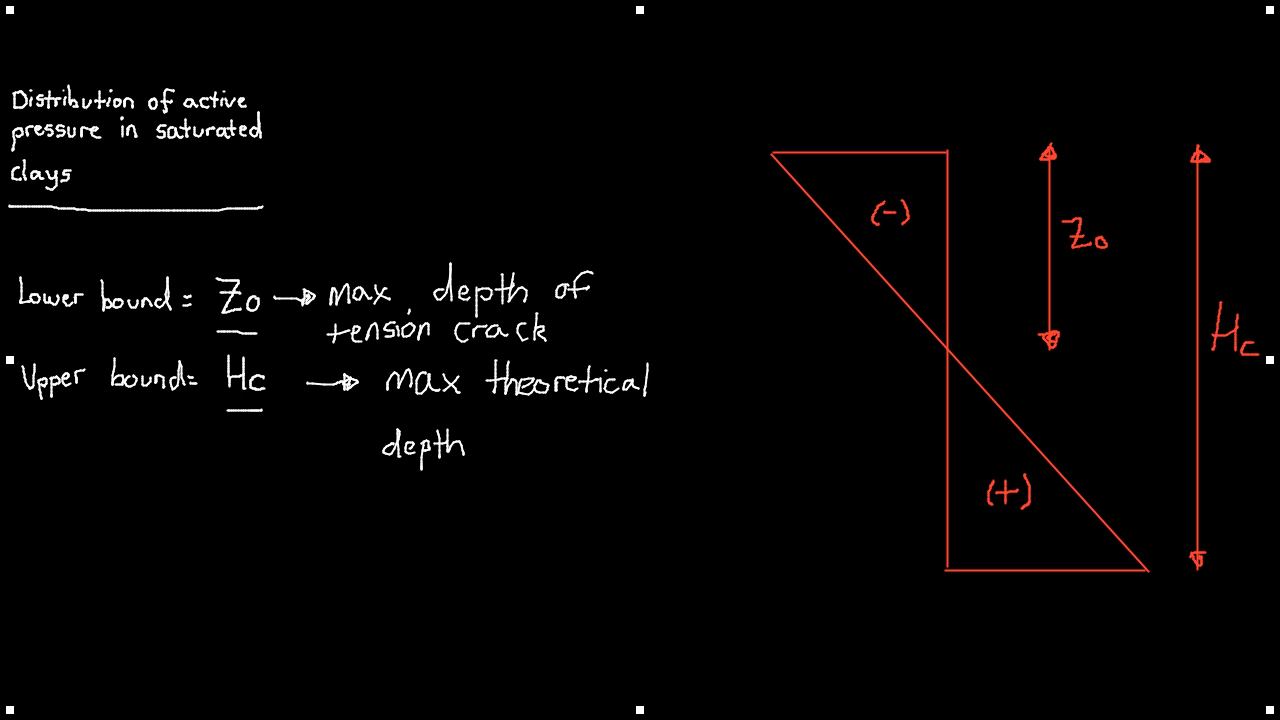 Distribution of active
pressure in saturated
clays
Lower bound = Zo → max depth of
tension crack
Upper bound = Hc → max theoretical
depth
(-)
Zo
Hc
(+)